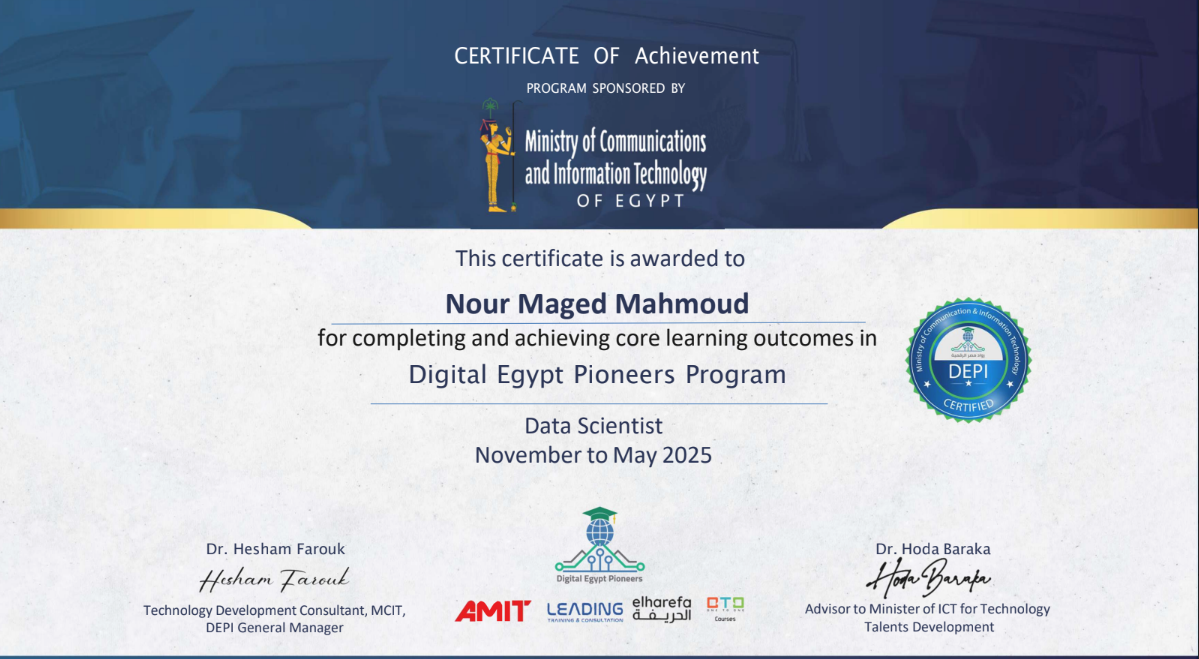 CERTIFICATE OF Achievement
PROGRAM SPONSORED BY
Ministry of Communications
and Information Technology
OF EGYPT
This certificate is awarded to
Nour Maged Mahmoud
for completing and achieving core learning outcomes in
Digital Egypt Pioneers Program
Ministry of Communication & Information Technology
رواد مصر الرقمية
DEPI
CERTIFIED
Data Scientist
November to May 2025
Dr. Hesham Farouk
Hesham Farouk
Technology Development Consultant, MCIT,
DEPI General Manager
Digital Egypt Pioneers
AMIT
LEADING
TRAINING & CONSULTATION
elharefa
الحريفة
OTO
Courses
Dr. Hoda Baraka
Hoda Baraka
Advisor to Minister of ICT for Technology
Talents Development